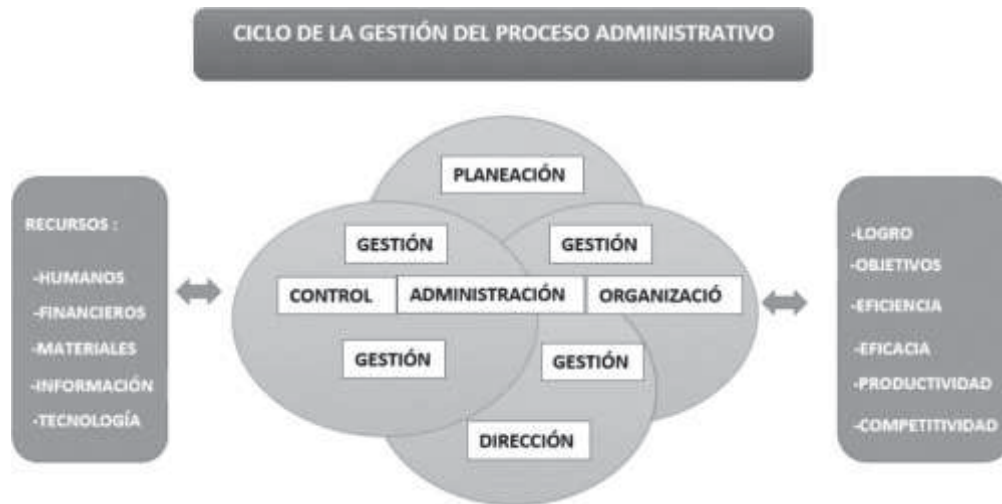 CICLO DE LA GESTIÓN DEL PROCESO ADMINISTRATIVO
PLANEACIÓN
RECURSOS :
-HUMANOS
-FINANCIEROS
-MATERIALES
-INFORMACIÓN
-TECNOLOGÍA
GESTIÓN
GESTIÓN
CONTROL
ADMINISTRACIÓN
ORGANIZACIÓ
GESTIÓN
GESTIÓN
DIRECCIÓN
-LOGRO
-OBJETIVOS
-EFICIENCIA
-EFICACIA
-PRODUCTIVIDAD
-COMPETITIVIDAD